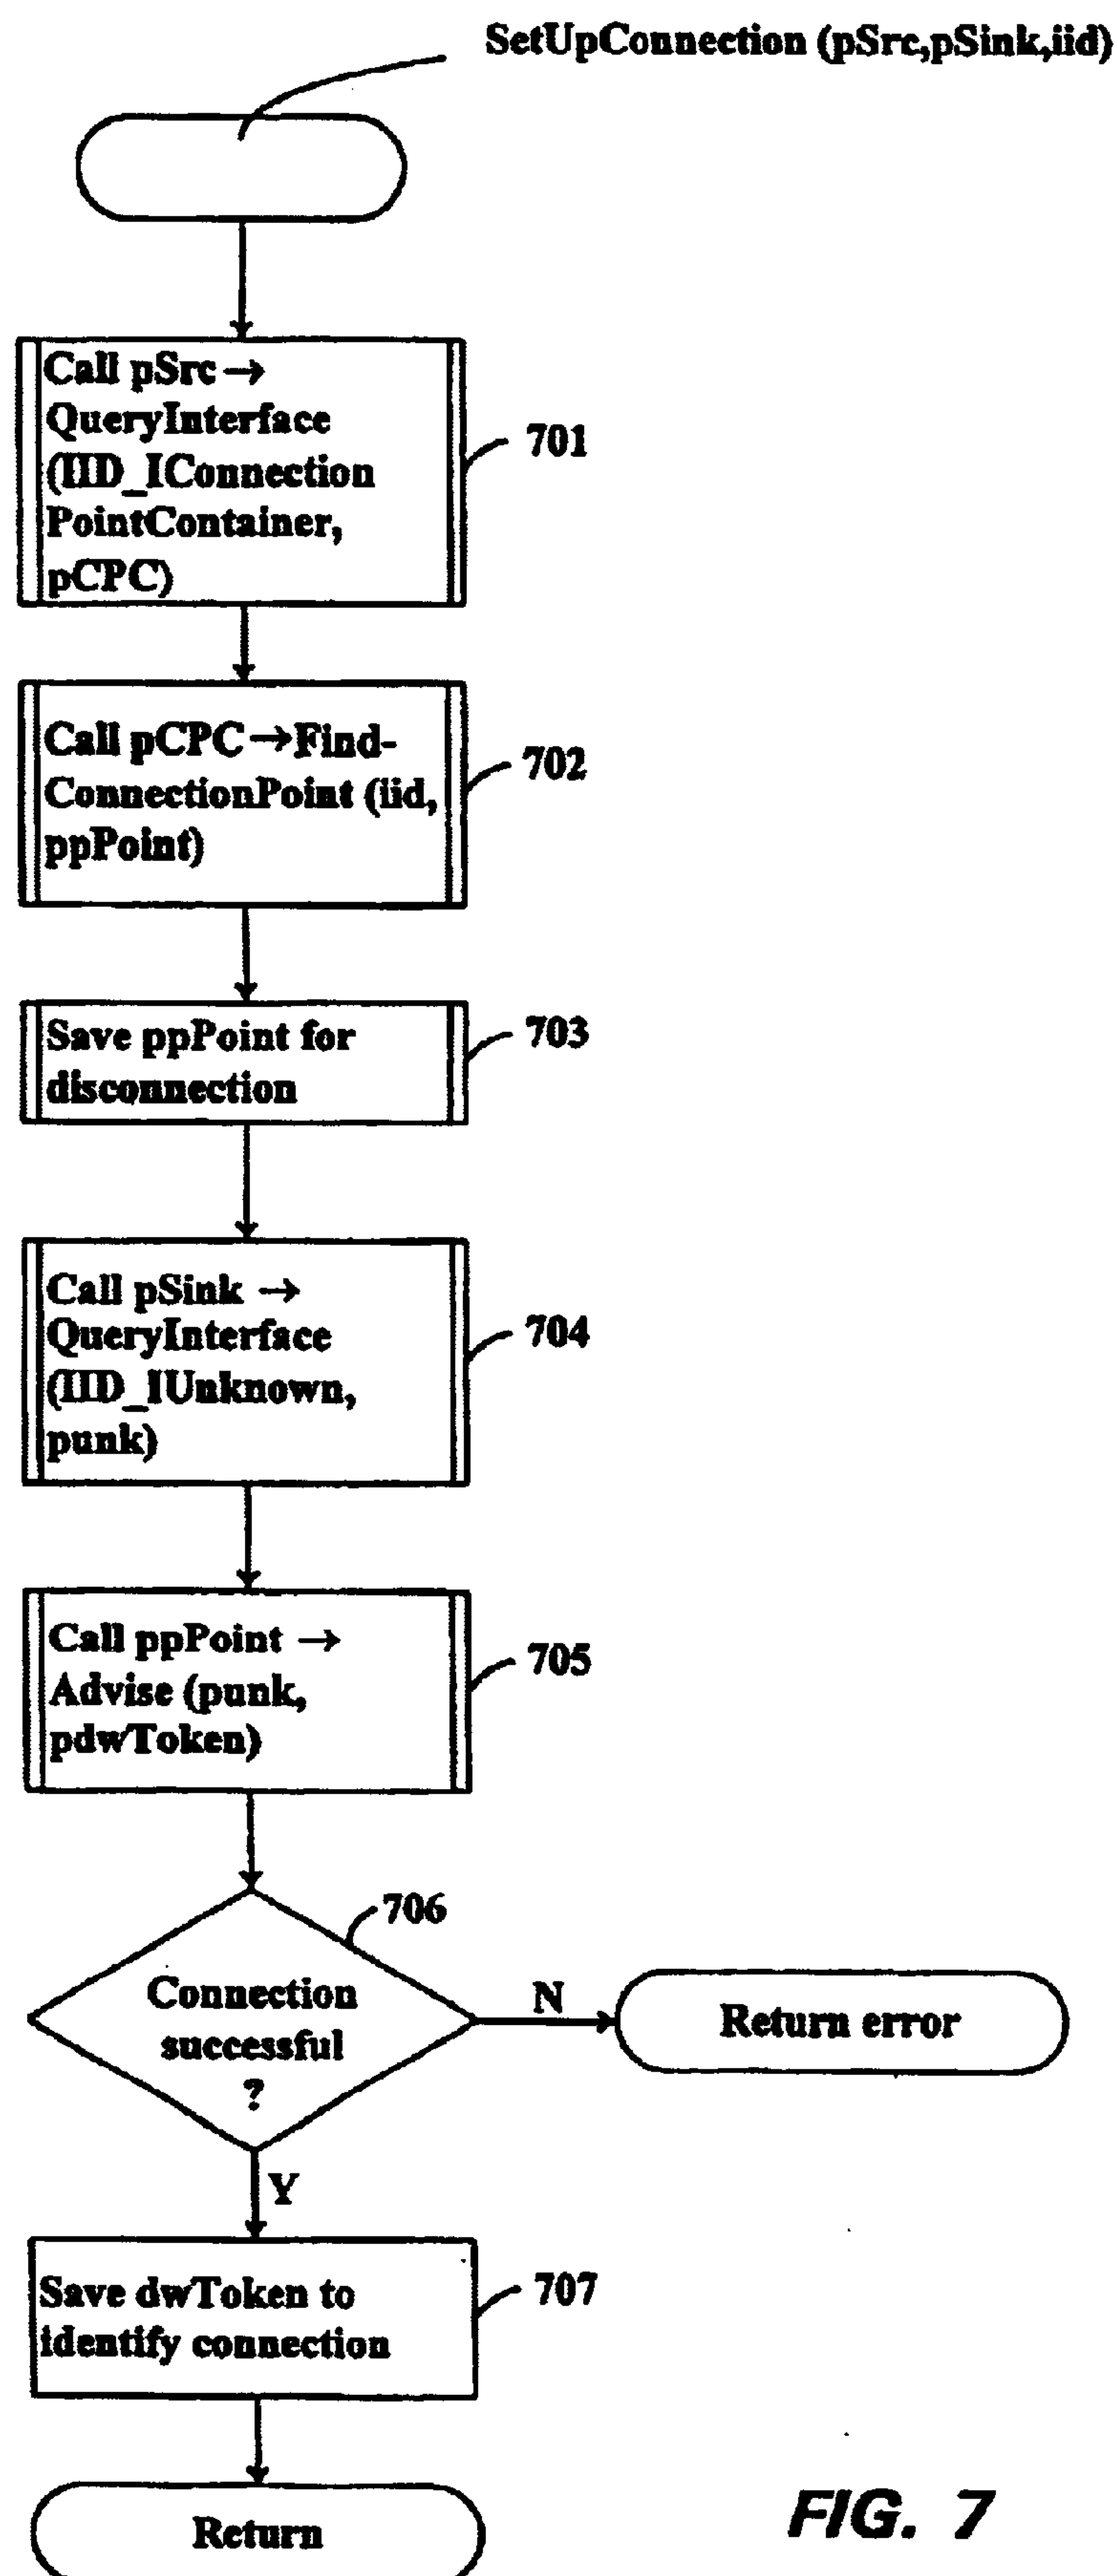 SetUpConnection (pSrc,pSink,iid)
Call pSrc →
QueryInterface
(IID_IConnection
PointContainer,
pCPC)
701
Call pCPC →Find-
ConnectionPoint (iid,
ppPoint)
702
Save ppPoint for
disconnection
703
Call pSink →
QueryInterface
(IID_IUnknown,
punk)
704
Call ppPoint →
Advise (punk,
pdwToken)
705
706
Connection
successful
?
N
Return error
Y
Save dwToken to
identify connection
707
Return
FIG. 7